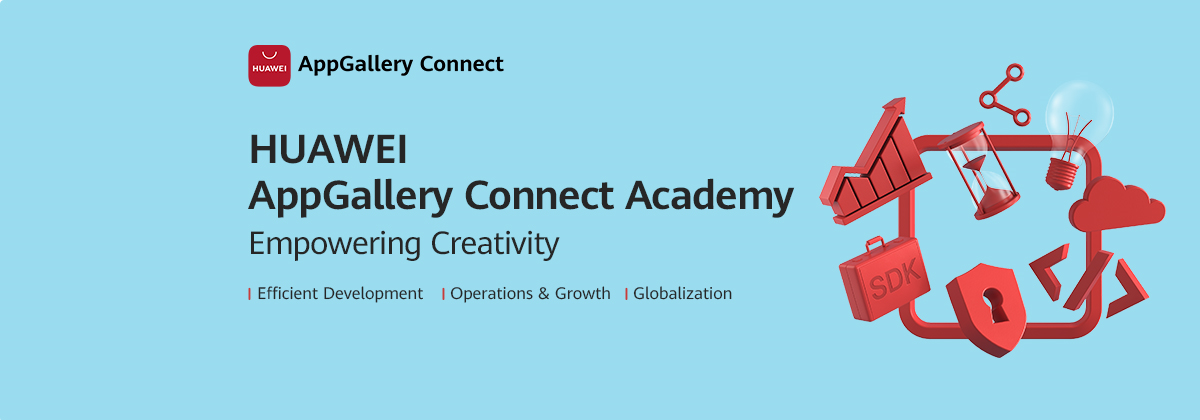 HUAWEI
AppGallery Connect
HUAWEI
AppGallery Connect Academy
Empowering Creativity
Efficient Development
Operations & Growth
Globalization
SDK